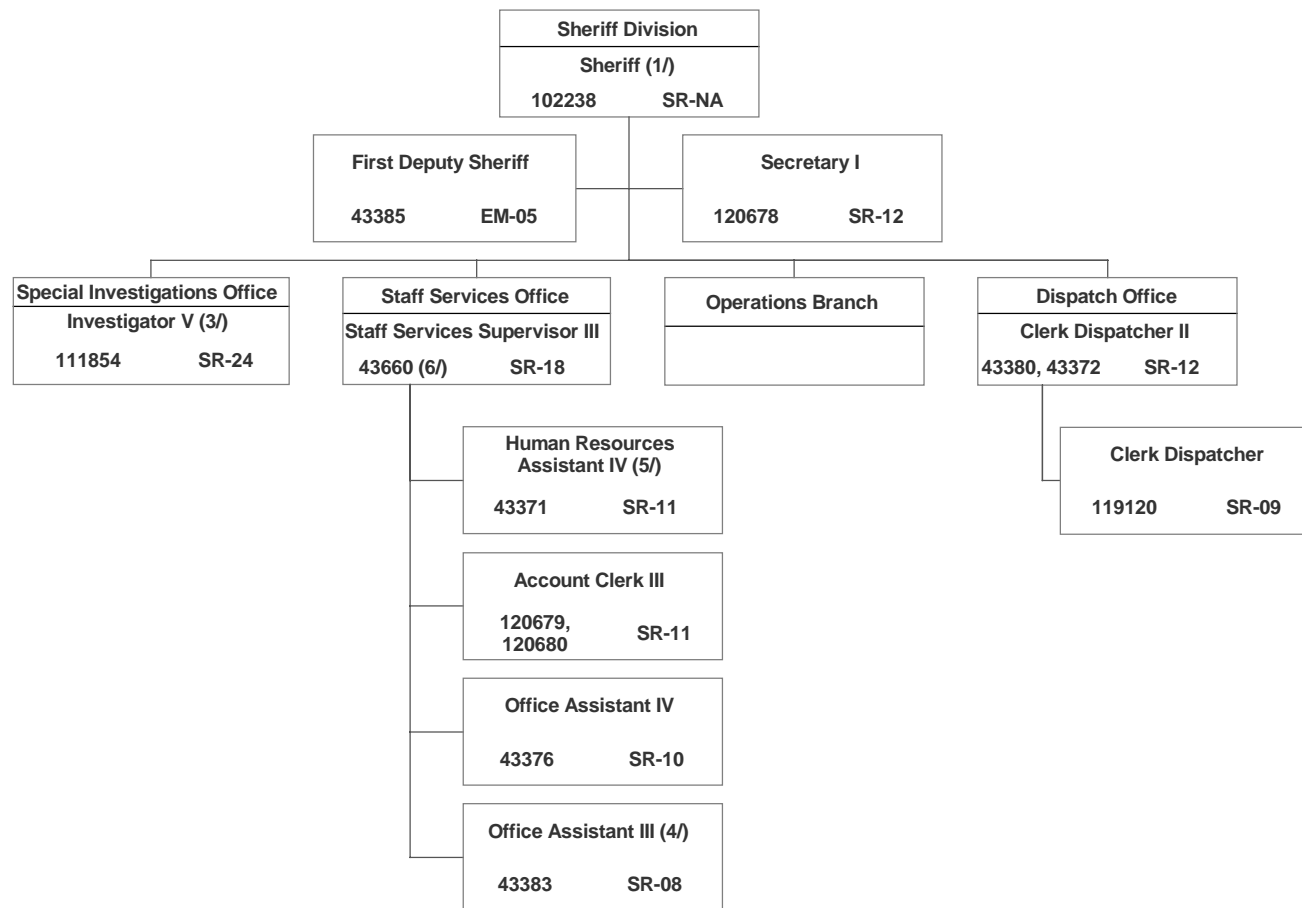 Sheriff Division
Sheriff (1/)
102238 SR-NA
First Deputy Sheriff
43385 EM-05
Secretary I
120678 SR-12
Special Investigations Office
Investigator V (3/)
111854 SR-24
Staff Services Office
Staff Services Supervisor III
43660 (6/) SR-18
Operations Branch
Dispatch Office
Clerk Dispatcher II
43380, 43372 SR-12
Human Resources
Assistant IV (5/)
43371 SR-11
Clerk Dispatcher
119120 SR-09
Account Clerk III
120679,
120680 SR-11
Office Assistant IV
43376 SR-10
Office Assistant III (4/)
43383 SR-08